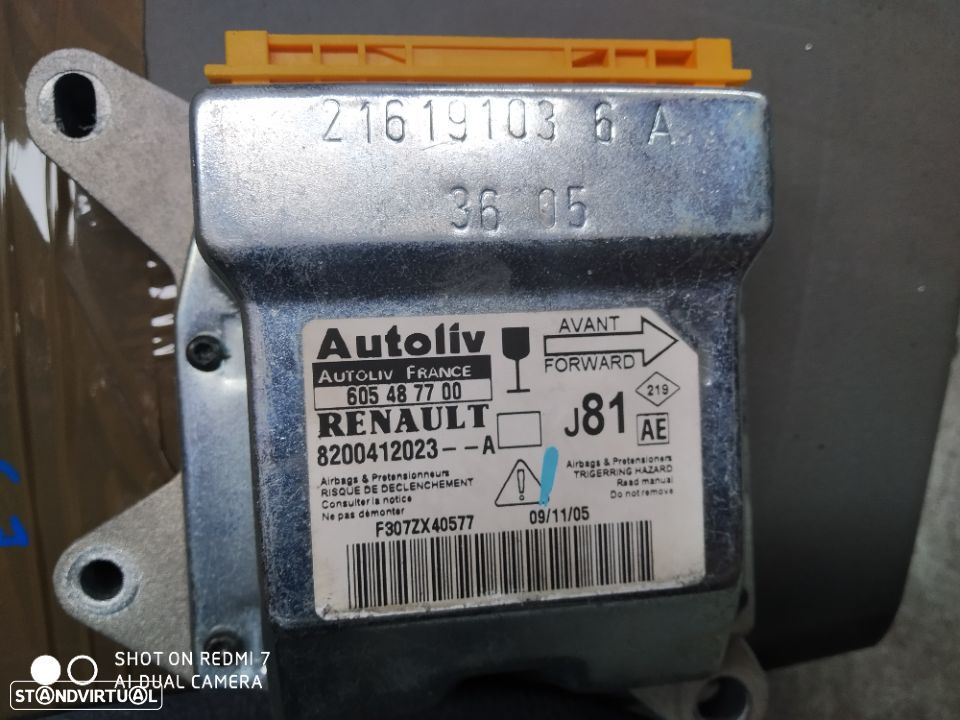 21619103 6 A
36 05
Autoliv
AUTOLIV FRANCE
605 48 77 00
RENAULT
8200412023--A
AVANT
FORWARD
219
J81
AE
Airbags & Pretensionneurs
RISQUE DE DECLENCHEMENT
Consulter la notice
Ne pas démonter
Airbags & Pretensioners
TRIGERRING HAZARD
Read manual
Do not remove
F307ZX40577
09/11/05
SHOT ON REDMI 7
AI DUAL CAMERA
STANDVIRTUAL